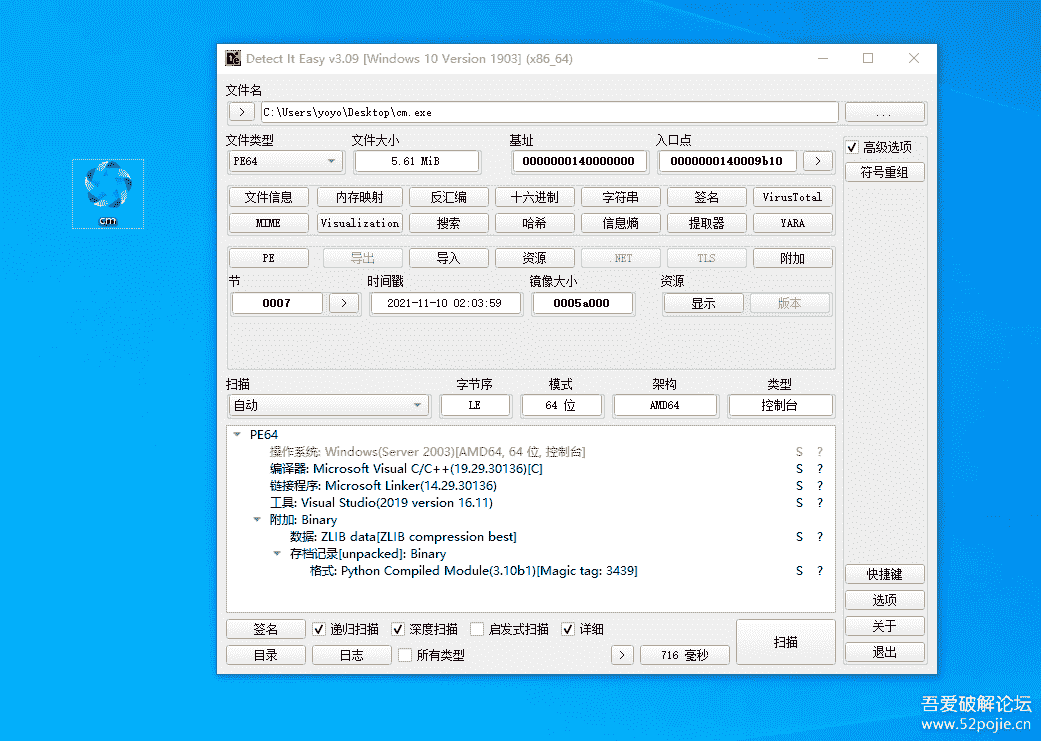 Detect It Easy v3.09 [Windows 10 Version 1903] (x86_64)
文件名
> C:\Users\yoyo\Desktop\cm.exe ...
文件类型 文件大小 基址 入口点
高级选项
PE64 5.61 MiB 0000000140000000 0000000140009b10 >
符号重组
cm
文件信息 内存映射 反汇编 十六进制 字符串 签名 VirusTotal
MIME Visualization 搜索 哈希 信息熵 提取器 YARA
PE 导出 导入 资源 .NET TLS 附加
节 时间戳 镜像大小 资源
0007 > 2021-11-10 02:03:59 0005a000 显示 版本
扫描 字节序 模式 架构 类型
自动 LE 64 位 AMD64 控制台
PE64
操作系统: Windows(Server 2003)[AMD64, 64 位, 控制台] S ?
编译器: Microsoft Visual C/C++(19.29.30136)[C] S ?
链接程序: Microsoft Linker(14.29.30136) S ?
工具: Visual Studio(2019 version 16.11) S ?
附加: Binary
数据: ZLIB data[ZLIB compression best] S ?
存档记录[unpacked]: Binary
格式: Python Compiled Module(3.10b1)[Magic tag: 3439] S ?
快捷键
选项
关于
退出
签名 递归扫描 深度扫描 启发式扫描 详细
扫描
目录 日志 所有类型 > 716 毫秒
吾爱破解论坛
www.52pojie.cn